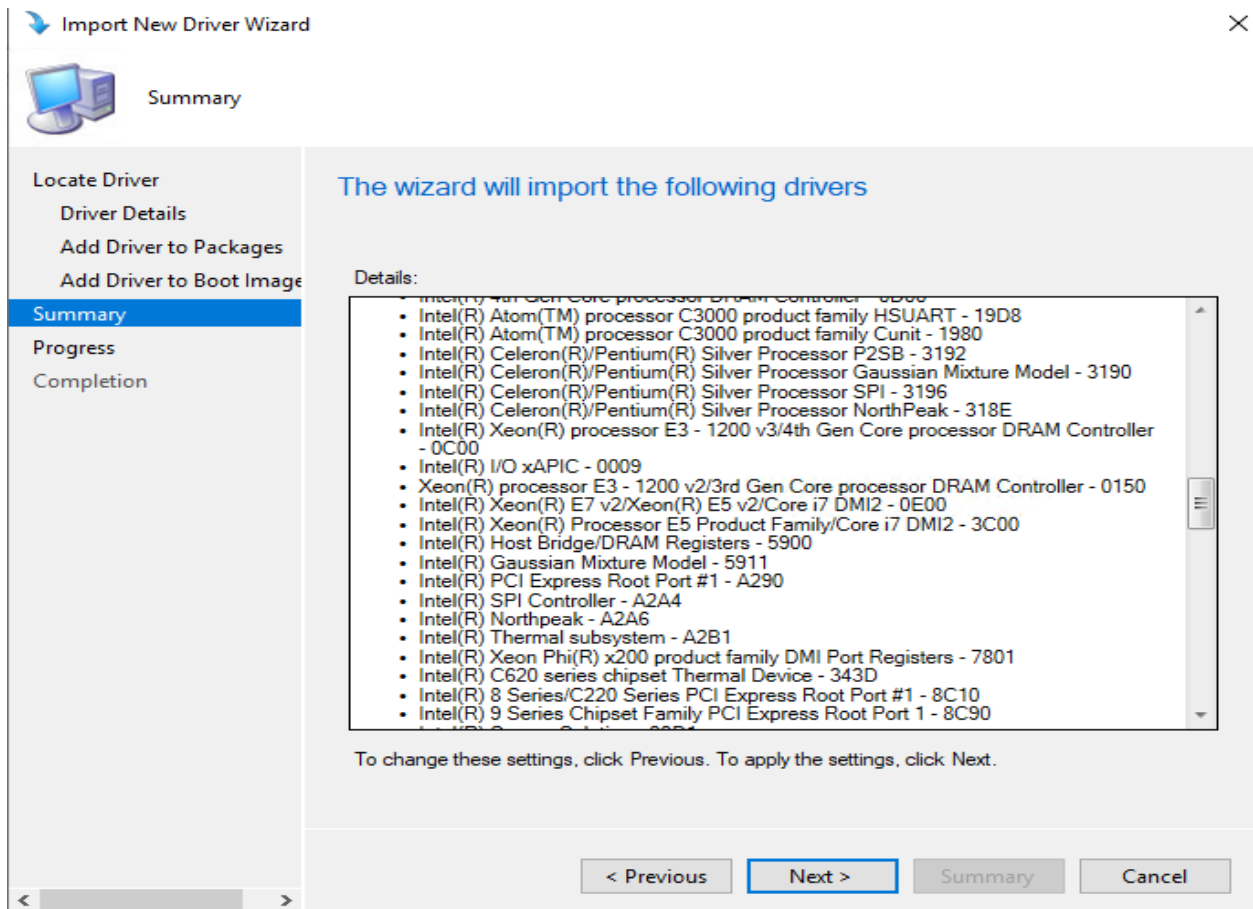 Import New Driver Wizard
Summary
Locate Driver
Driver Details
Add Driver to Packages
Add Driver to Boot Image
Summary
Progress
Completion
The wizard will import the following drivers
Details:
Intel(R) 4th Gen Core processor DRAM Controller - 0D00
• Intel(R) Atom(TM) processor C3000 product family HSUART - 19D8
• Intel(R) Atom(TM) processor C3000 product family Cunit - 1980
• Intel(R) Celeron(R)/Pentium(R) Silver Processor P2SB - 3192
• Intel(R) Celeron(R)/Pentium(R) Silver Processor Gaussian Mixture Model - 3190
• Intel(R) Celeron(R)/Pentium(R) Silver Processor SPI - 3196
• Intel(R) Celeron(R)/Pentium(R) Silver Processor NorthPeak - 318E
• Intel(R) Xeon(R) processor E3 - 1200 v3/4th Gen Core processor DRAM Controller
- 0C00
• Intel(R) I/O xAPIC - 0009
• Xeon(R) processor E3 - 1200 v2/3rd Gen Core processor DRAM Controller - 0150
• Intel(R) Xeon(R) E7 v2/Xeon(R) E5 v2/Core i7 DMI2 - 0E00
• Intel(R) Xeon(R) Processor E5 Product Family/Core i7 DMI2 - 3C00
• Intel(R) Host Bridge/DRAM Registers - 5900
• Intel(R) Gaussian Mixture Model - 5911
• Intel(R) PCI Express Root Port #1 - A290
• Intel(R) SPI Controller - A2A4
• Intel(R) Northpeak - A2A6
• Intel(R) Thermal subsystem - A2B1
• Intel(R) Xeon Phi(R) x200 product family DMI Port Registers - 7801
• Intel(R) C620 series chipset Thermal Device - 343D
• Intel(R) 8 Series/C220 Series PCI Express Root Port #1 - 8C10
• Intel(R) 9 Series Chipset Family PCI Express Root Port 1 - 8C90
To change these settings, click Previous. To apply the settings, click Next.
< Previous
Next >
Summary
Cancel